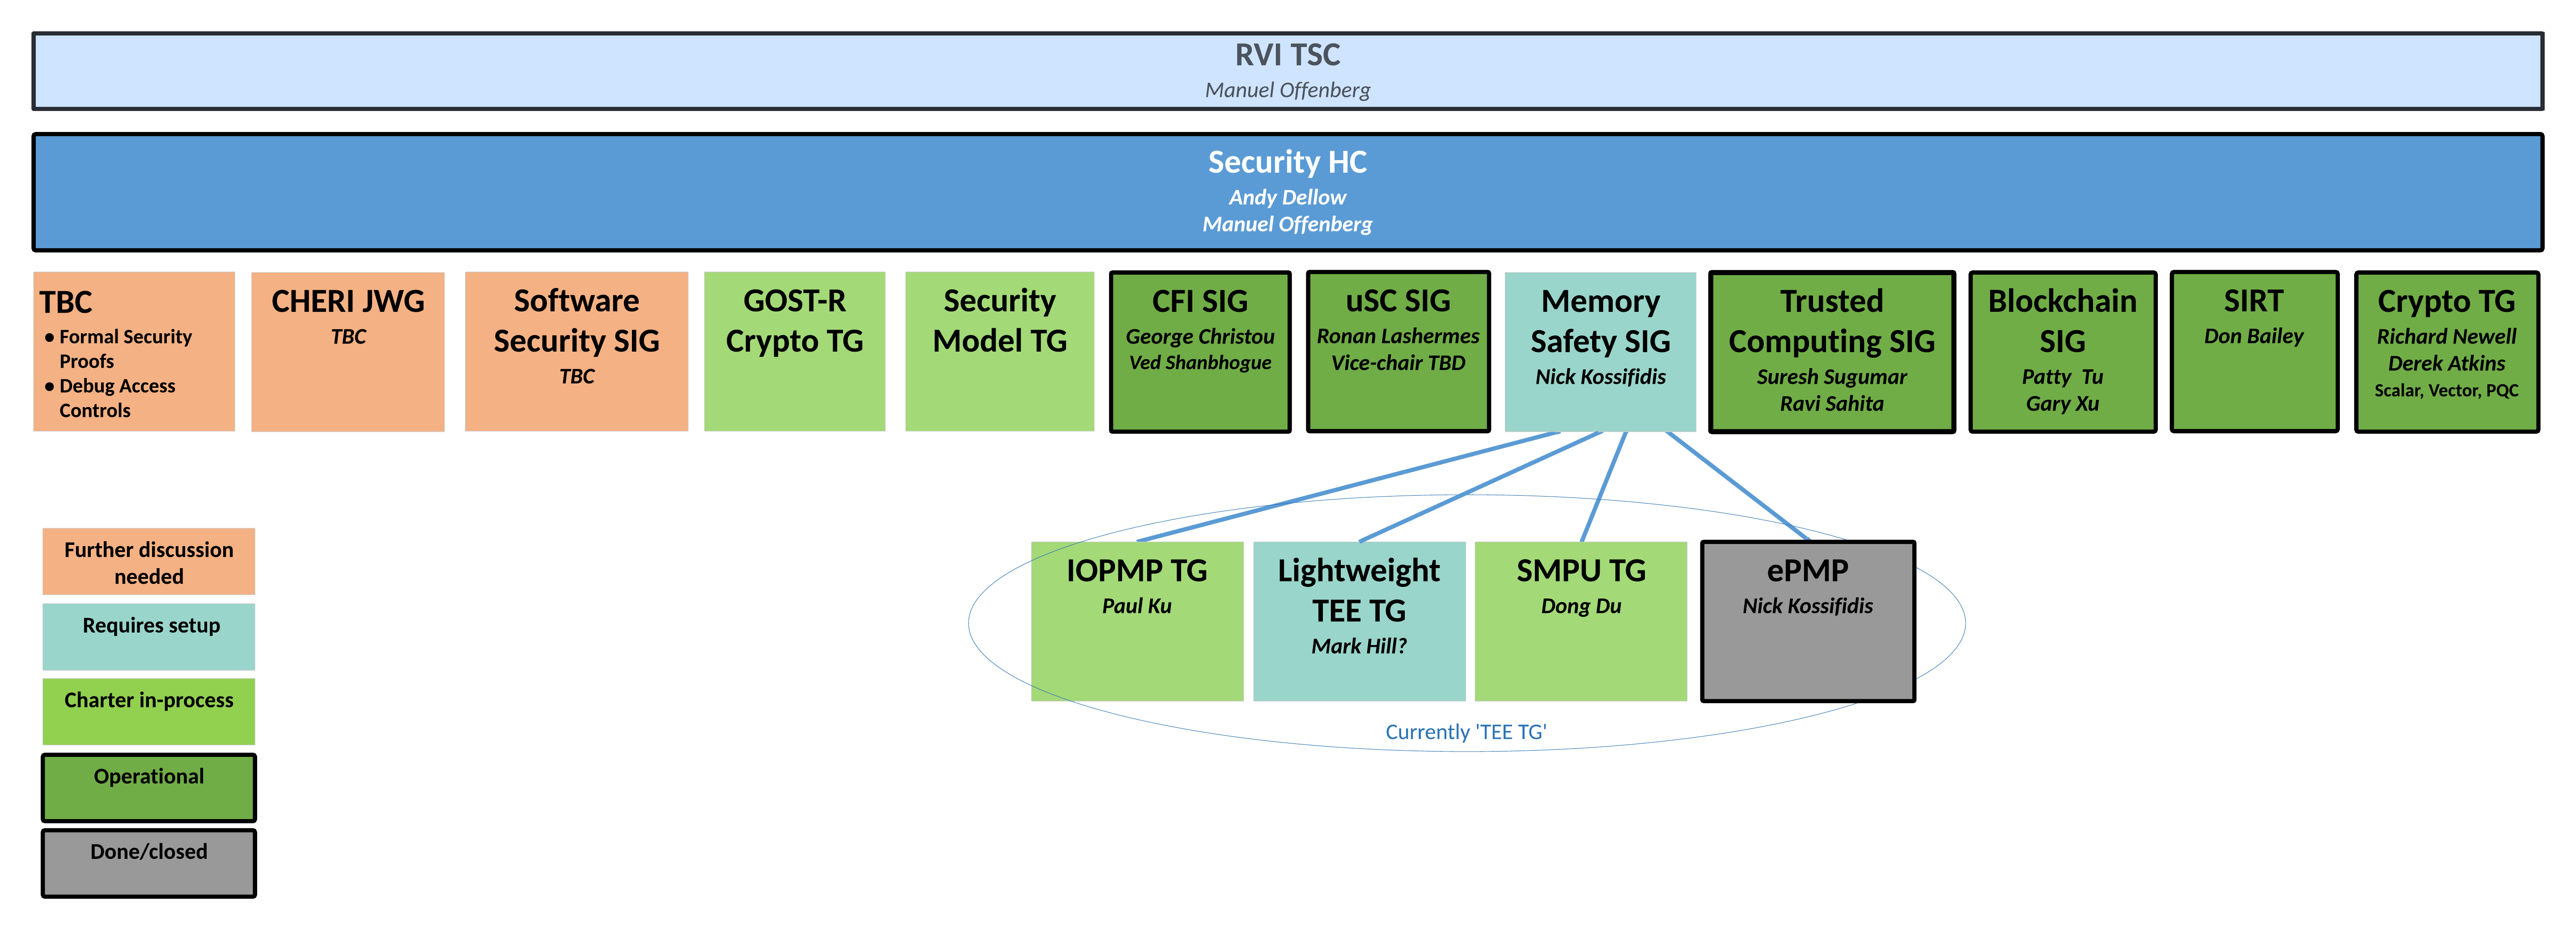 RVI TSC
Manuel Offenberg
Security HC
Andy Dellow
Manuel Offenberg
TBC
• Formal Security
Proofs
• Debug Access
Controls
CHERI JWG
TBC
Software
Security SIG
TBC
GOST-R
Crypto TG
Security
Model TG
CFI SIG
George Christou
Ved Shanbhogue
uSC SIG
Ronan Lashermes
Vice-chair TBD
Memory
Safety SIG
Nick Kossifidis
Trusted
Computing SIG
Suresh Sugumar
Ravi Sahita
Blockchain
SIG
Patty  Tu
Gary Xu
SIRT
Don Bailey
Crypto TG
Richard Newell
Derek Atkins
Scalar, Vector, PQC
IOPMP TG
Paul Ku
Lightweight
TEE TG
Mark Hill?
SMPU TG
Dong Du
ePMP
Nick Kossifidis
Currently 'TEE TG'
Further discussion
needed
Requires setup
Charter in-process
Operational
Done/closed